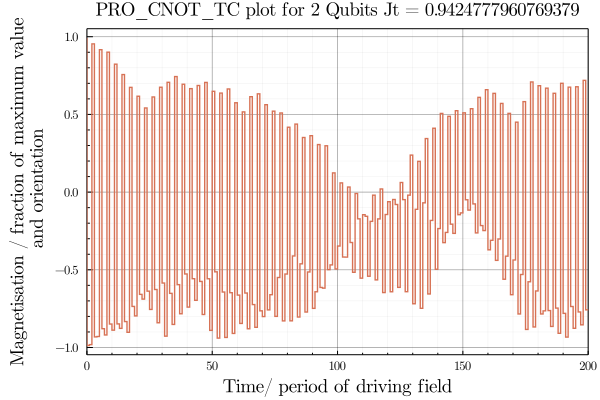 PRO_CNOT_TC plot for 2 Qubits Jt = 0.9424777960769379
Magnetisation / fraction of maximum value
and orientation
1.0
0.5
0.0
−0.5
−1.0
0
50
100
150
200
Time/ period of driving field